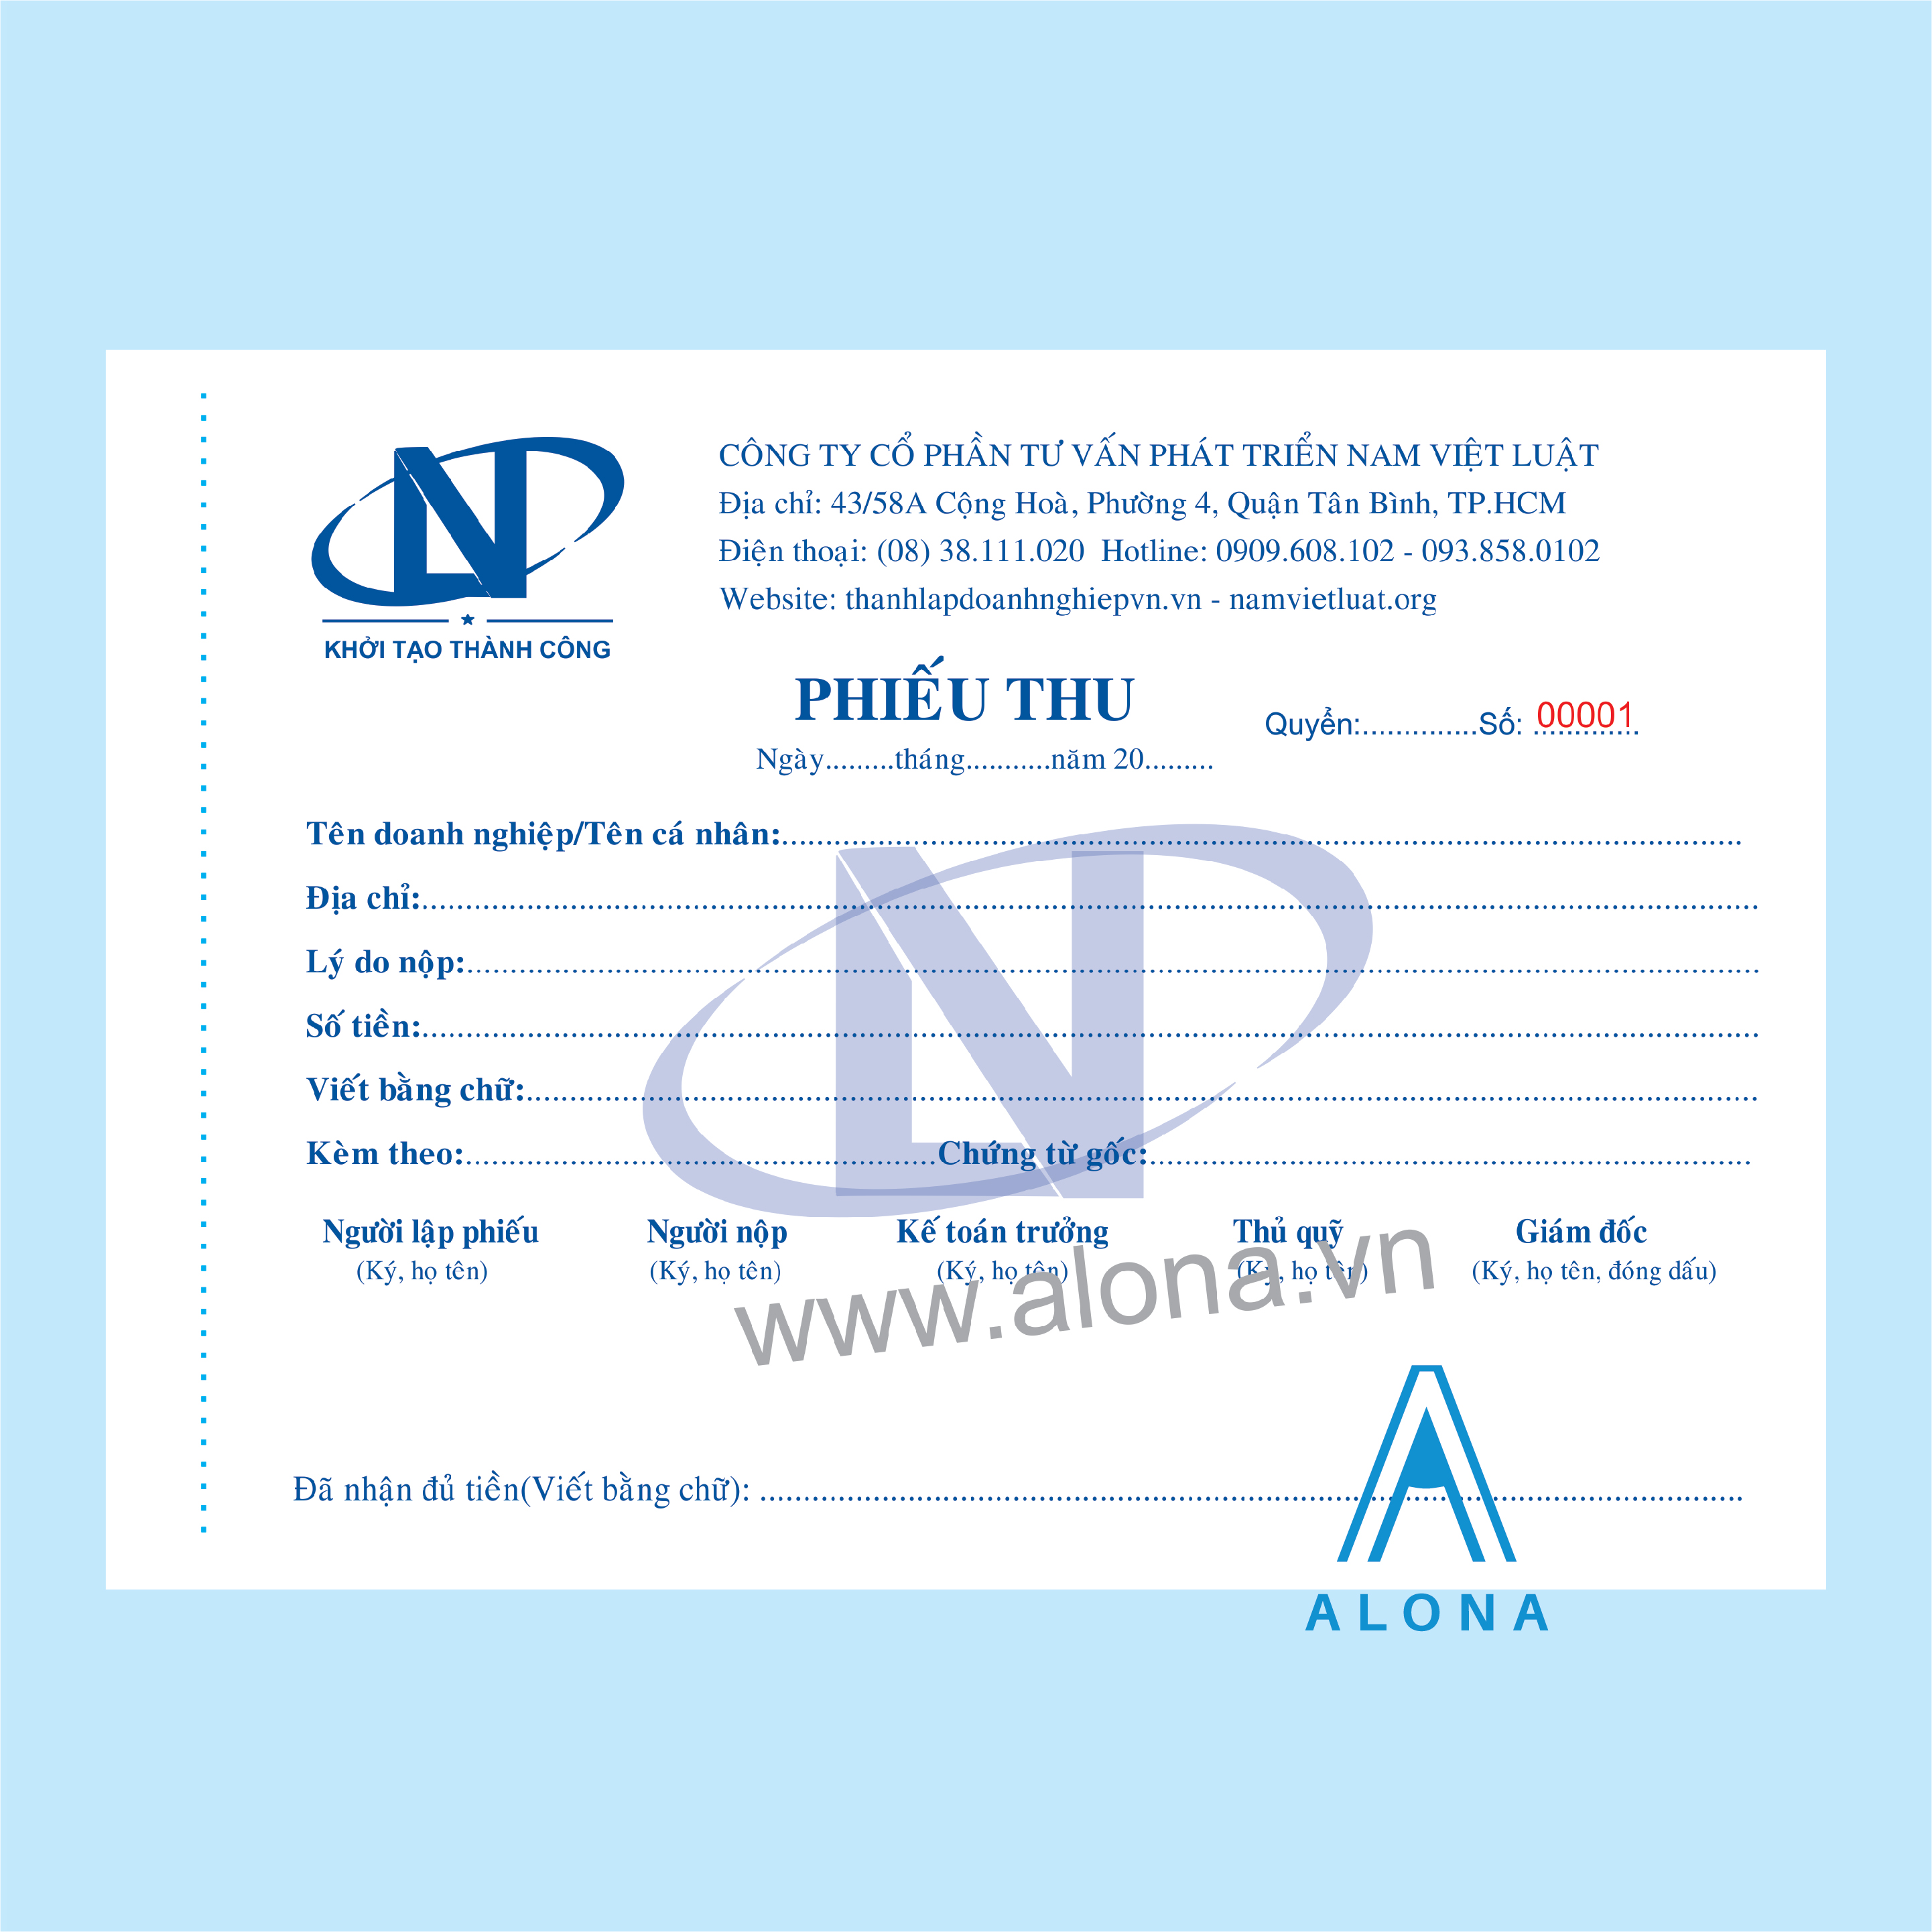 CÔNG TY CỔ PHẦN TƯ VẤN PHÁT TRIỂN NAM VIỆT LUẬT
Địa chỉ: 43/58A Cộng Hoà, Phường 4, Quận Tân Bình, TP.HCM
Điện thoại: (08) 38.111.020 Hotline: 0909.608.102 - 093.858.0102
Website: thanhlapdoanhnghiepvn.vn - namvietluat.org
KHỞI TẠO THÀNH CÔNG
PHIẾU THU
Quyển:..............Số: 00001
Ngày.........tháng...........năm 20.........
Tên doanh nghiệp/Tên cá nhân:
Địa chỉ:
Lý do nộp:
Số tiền:
Viết bằng chữ:
Kèm theo: Chứng từ gốc:
Người lập phiếu Người nộp Kế toán trưởng Thủ quỹ Giám đốc
(Ký, họ tên) (Ký, họ tên) (Ký, họ tên) (Ký, họ tên) (Ký, họ tên, đóng dấu)
www.alona.vn
Đã nhận đủ tiền(Viết bằng chữ):
ALONA